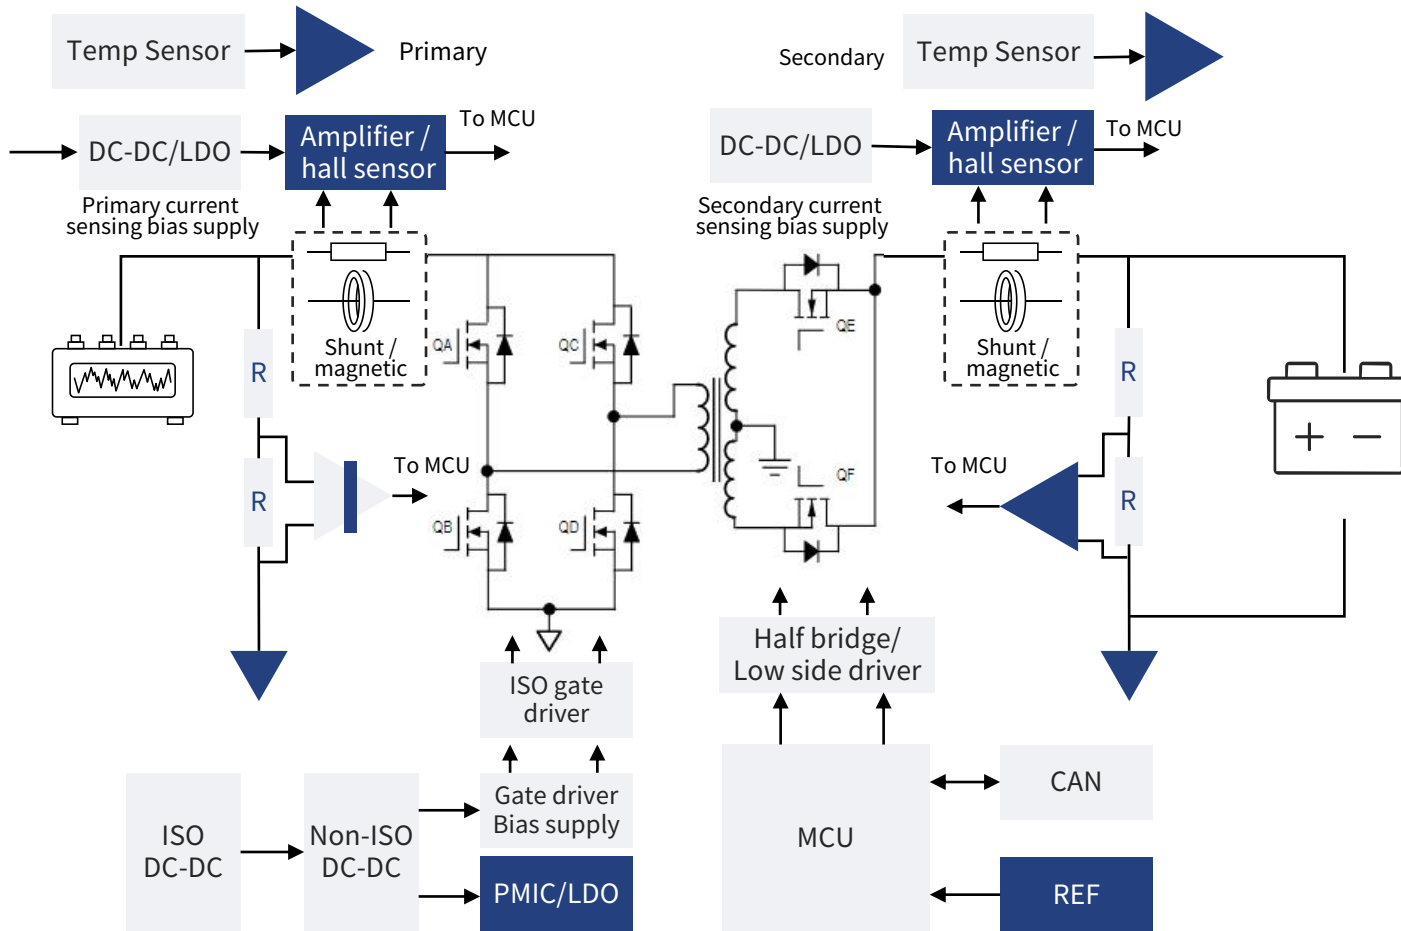 Temp Sensor
Primary
Secondary
Temp Sensor
DC-DC/LDO
Amplifier /
hall sensor
To MCU
DC-DC/LDO
Amplifier /
hall sensor
To MCU
Primary current
sensing bias supply
Secondary current
sensing bias supply
Shunt /
magnetic
Shunt /
magnetic
QA
QC
QE
R
R
To MCU
QF
To MCU
R
R
QB
QD
+ −
ISO gate
driver
Half bridge/
Low side driver
ISO
DC-DC
Non-ISO
DC-DC
Gate driver
Bias supply
PMIC/LDO
MCU
CAN
REF